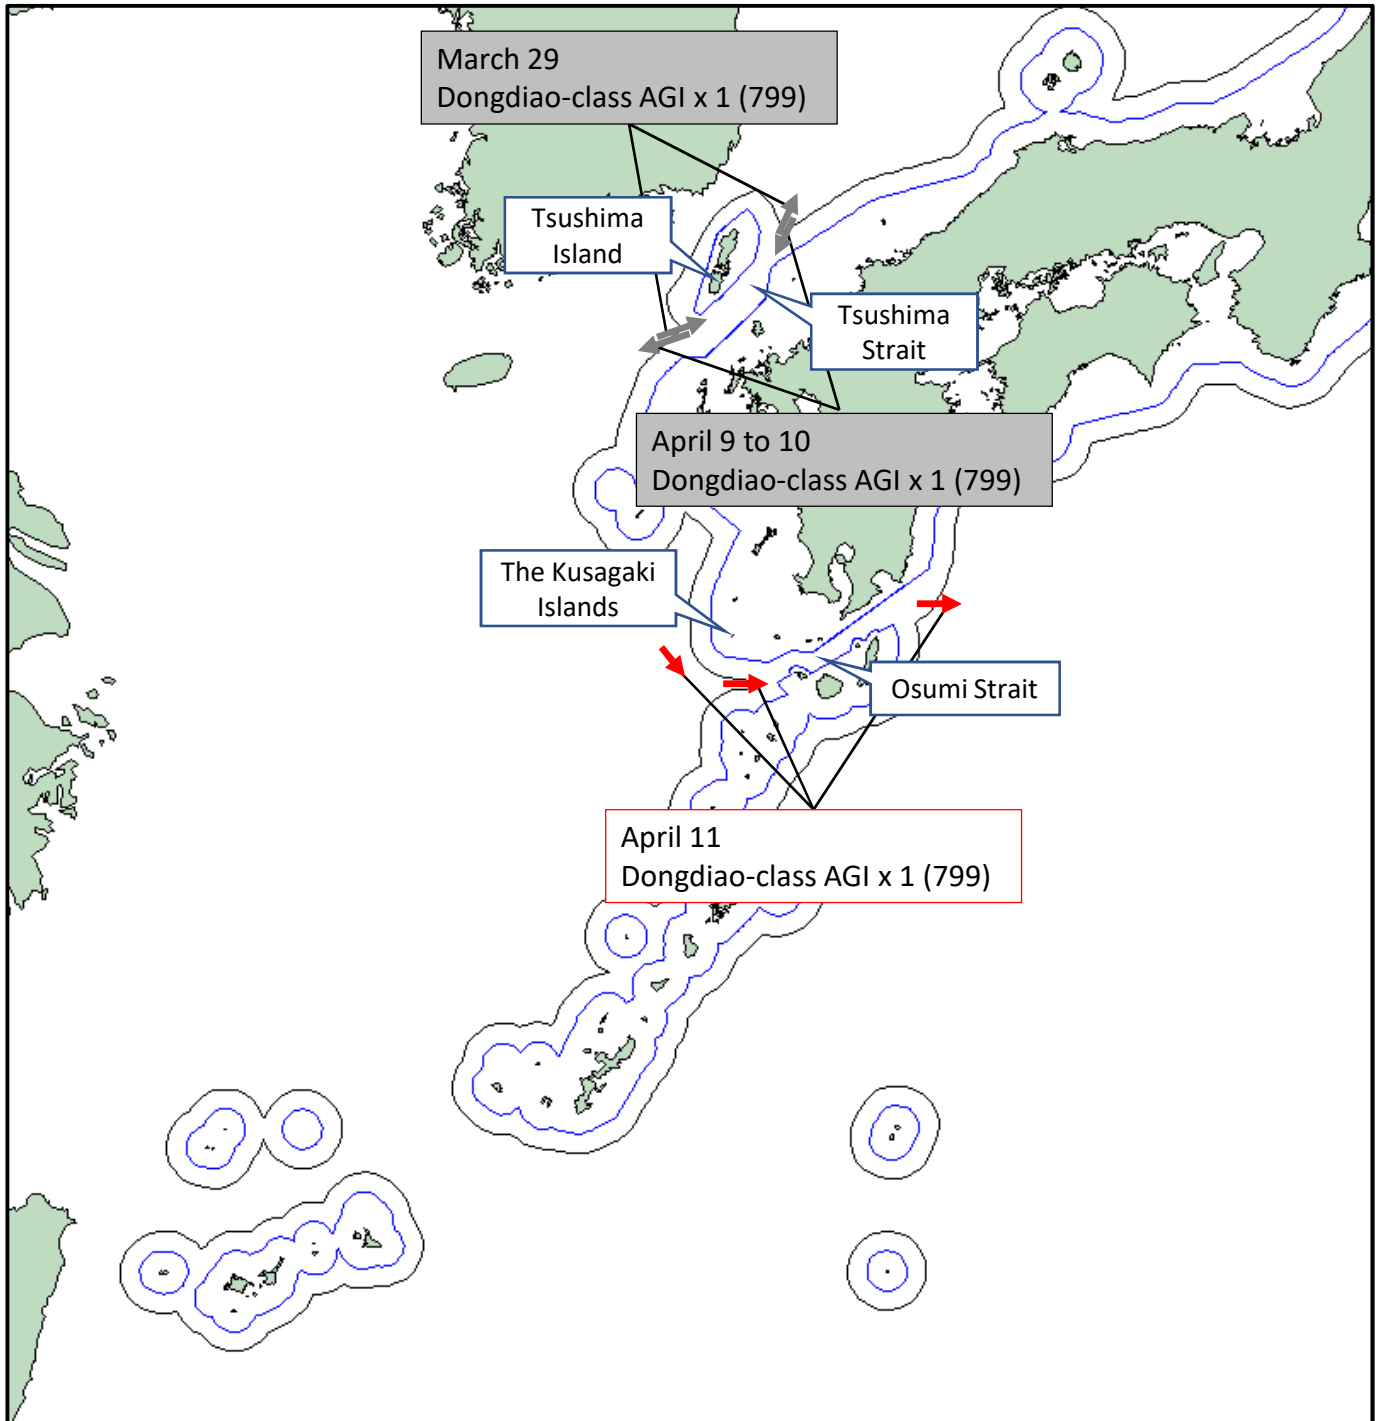 March 29
Dongdiao-class AGI x 1 (799)
Tsushima
Island
Tsushima
Strait
April 9 to 10
Dongdiao-class AGI x 1 (799)
The Kusagaki
Islands
Osumi Strait
April 11
Dongdiao-class AGI x 1 (799)